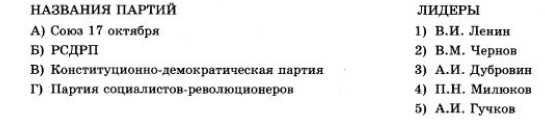 НАЗВАНИЯ ПАРТИЙ
А) Союз 17 октября
Б) РСДРП
В) Конституционно-демократическая партия
Г) Партия социалистов-революционеров
ЛИДЕРЫ
1) В.И. Ленин
2) В.М. Чернов
3) А.И. Дубровин
4) П.Н. Милюков
5) А.И. Гучков